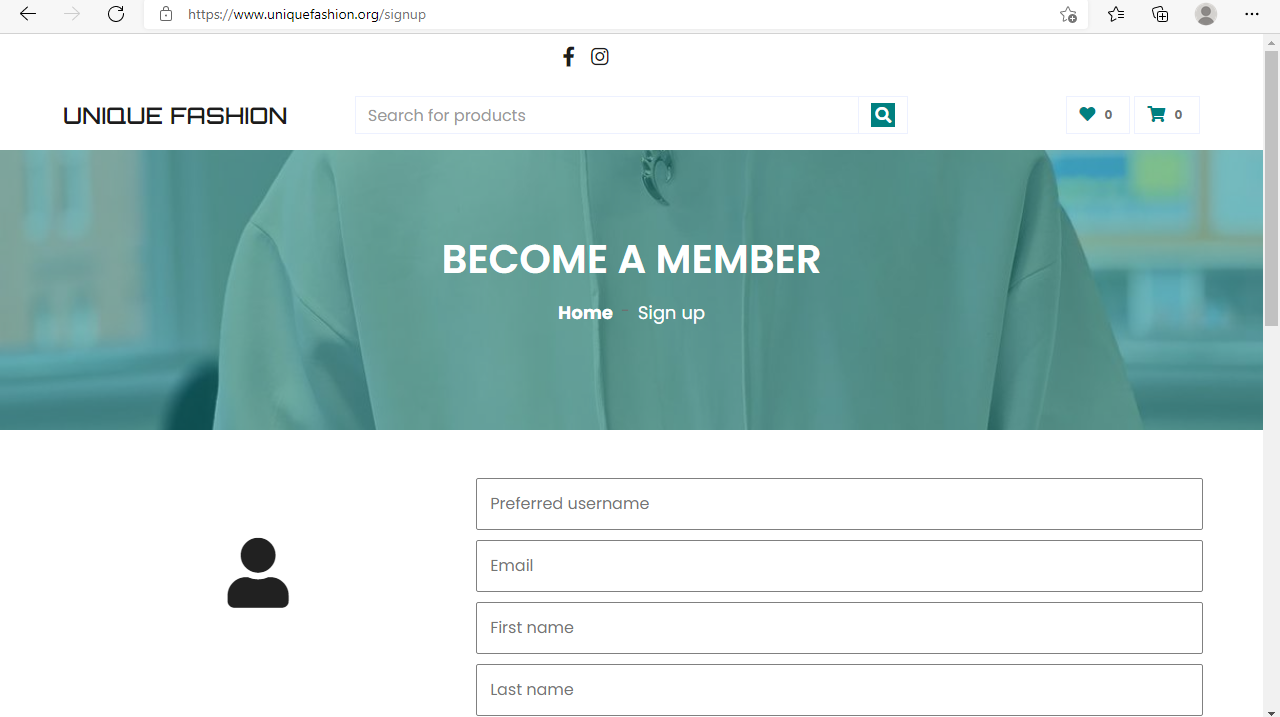 https://www.uniquefashion.org/signup
UNIQUE FASHION
Search for products
0
0
BECOME A MEMBER
Home - Sign up
Preferred username
Email
First name
Last name